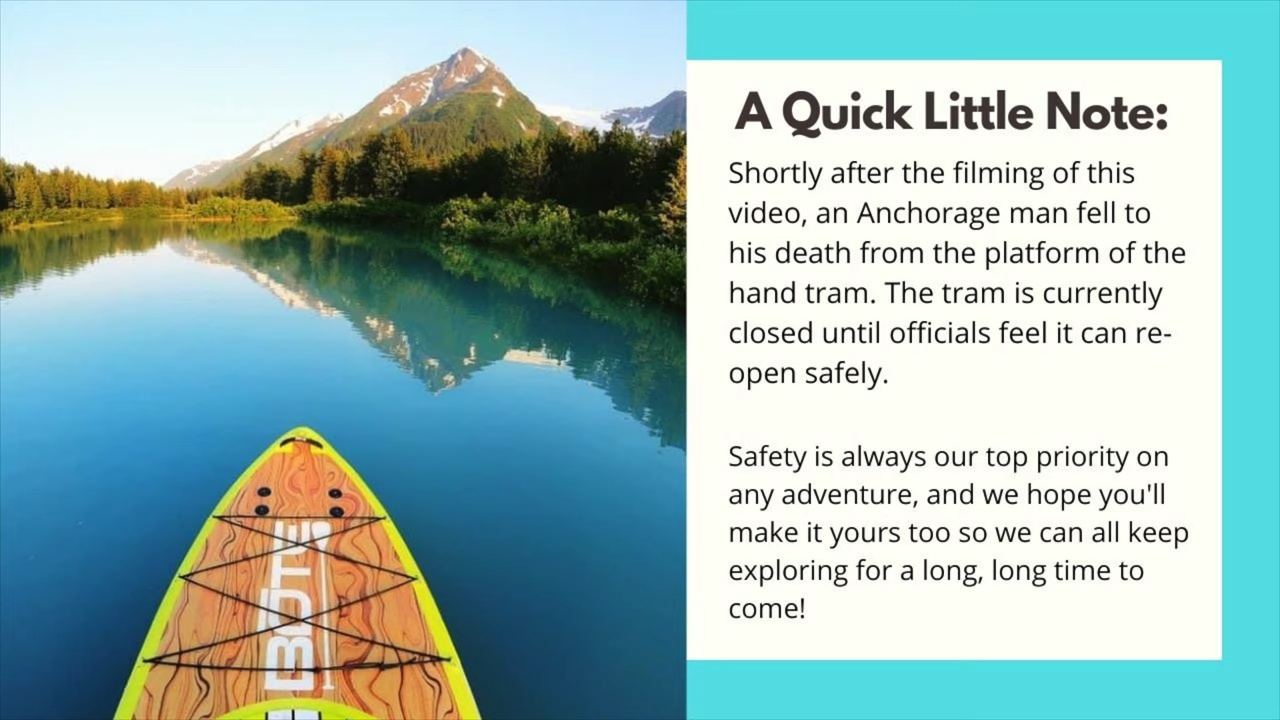 A Quick Little Note:
Shortly after the filming of this
video, an Anchorage man fell to
his death from the platform of the
hand tram. The tram is currently
closed until officials feel it can re-
open safely.
Safety is always our top priority on
any adventure, and we hope you'll
make it yours too so we can all keep
exploring for a long, long time to
come!
BOTE